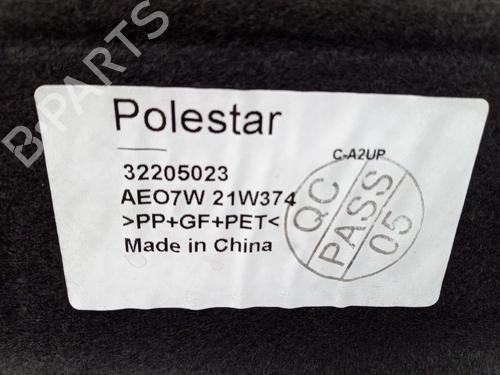 B-PARTS
Polestar
C-A2UP
32205023
AEO7W 21W374
>PP+GF+PET<
Made in China
QC
PASS
05